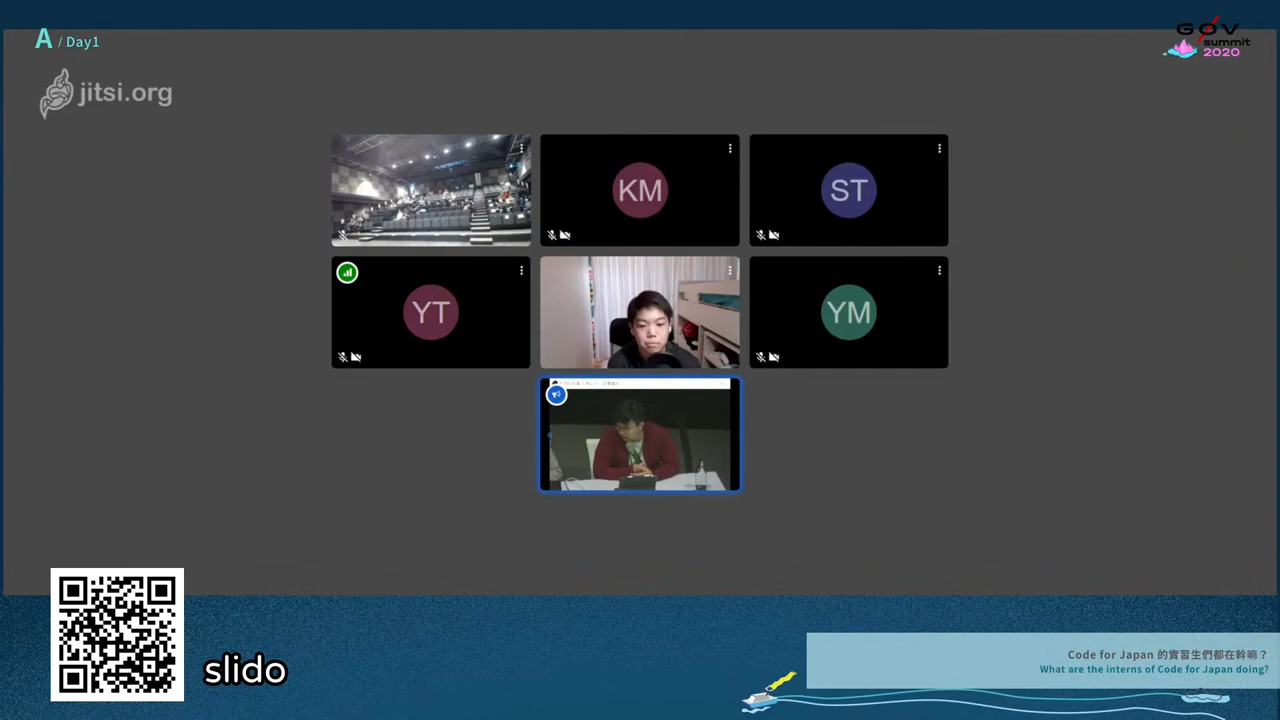 A / Day1
GØV
summit
2020
jitsi.org
KM
ST
YT
YM
slido
Code for Japan 的實習生們都在幹嘛？
What are the interns of Code for Japan doing?